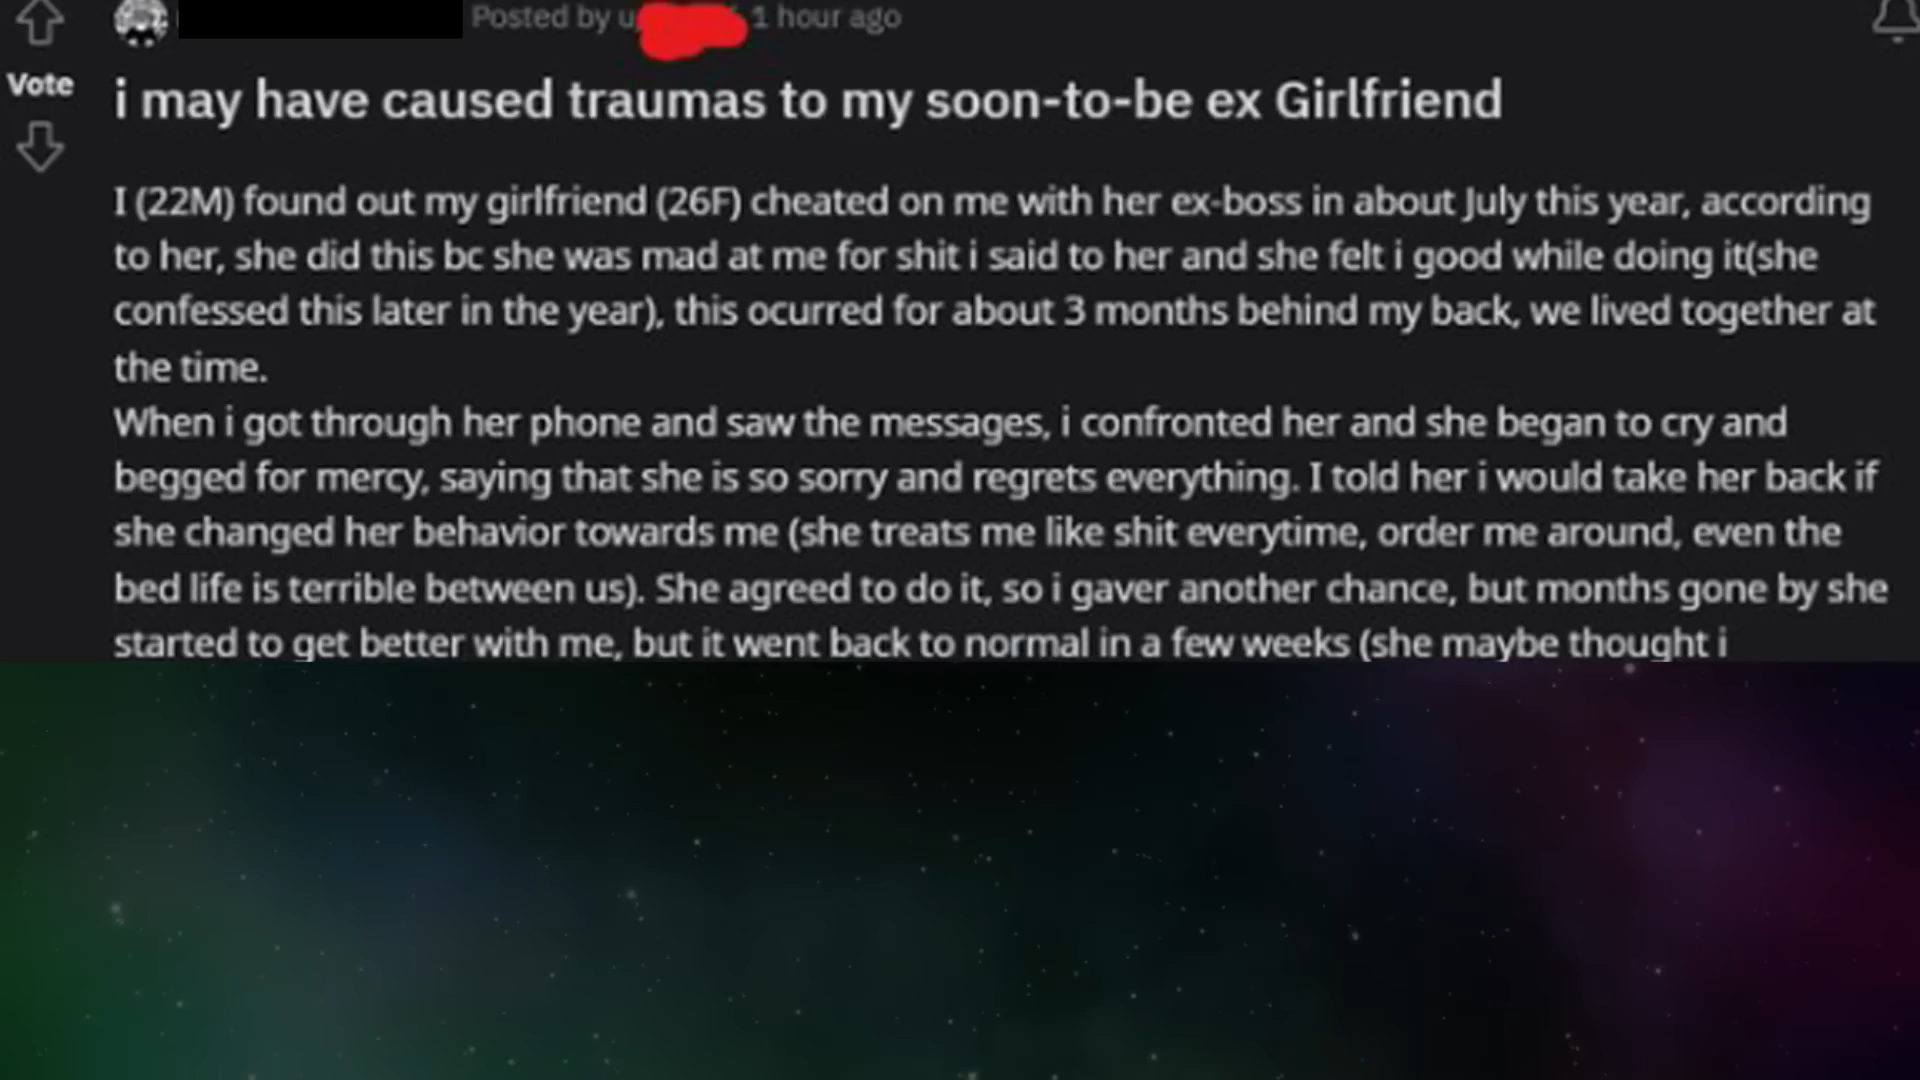 Posted by u 1 hour ago
Vote
i may have caused traumas to my soon-to-be ex Girlfriend
I (22M) found out my girlfriend (26F) cheated on me with her ex-boss in about July this year, according
to her, she did this bc she was mad at me for shit i said to her and she felt i good while doing it(she
confessed this later in the year), this ocurred for about 3 months behind my back, we lived together at
the time.
When i got through her phone and saw the messages, i confronted her and she began to cry and
begged for mercy, saying that she is so sorry and regrets everything. I told her i would take her back if
she changed her behavior towards me (she treats me like shit everytime, order me around, even the
bed life is terrible between us). She agreed to do it, so i gaver another chance, but months gone by she
started to get better with me, but it went back to normal in a few weeks (she maybe thought i